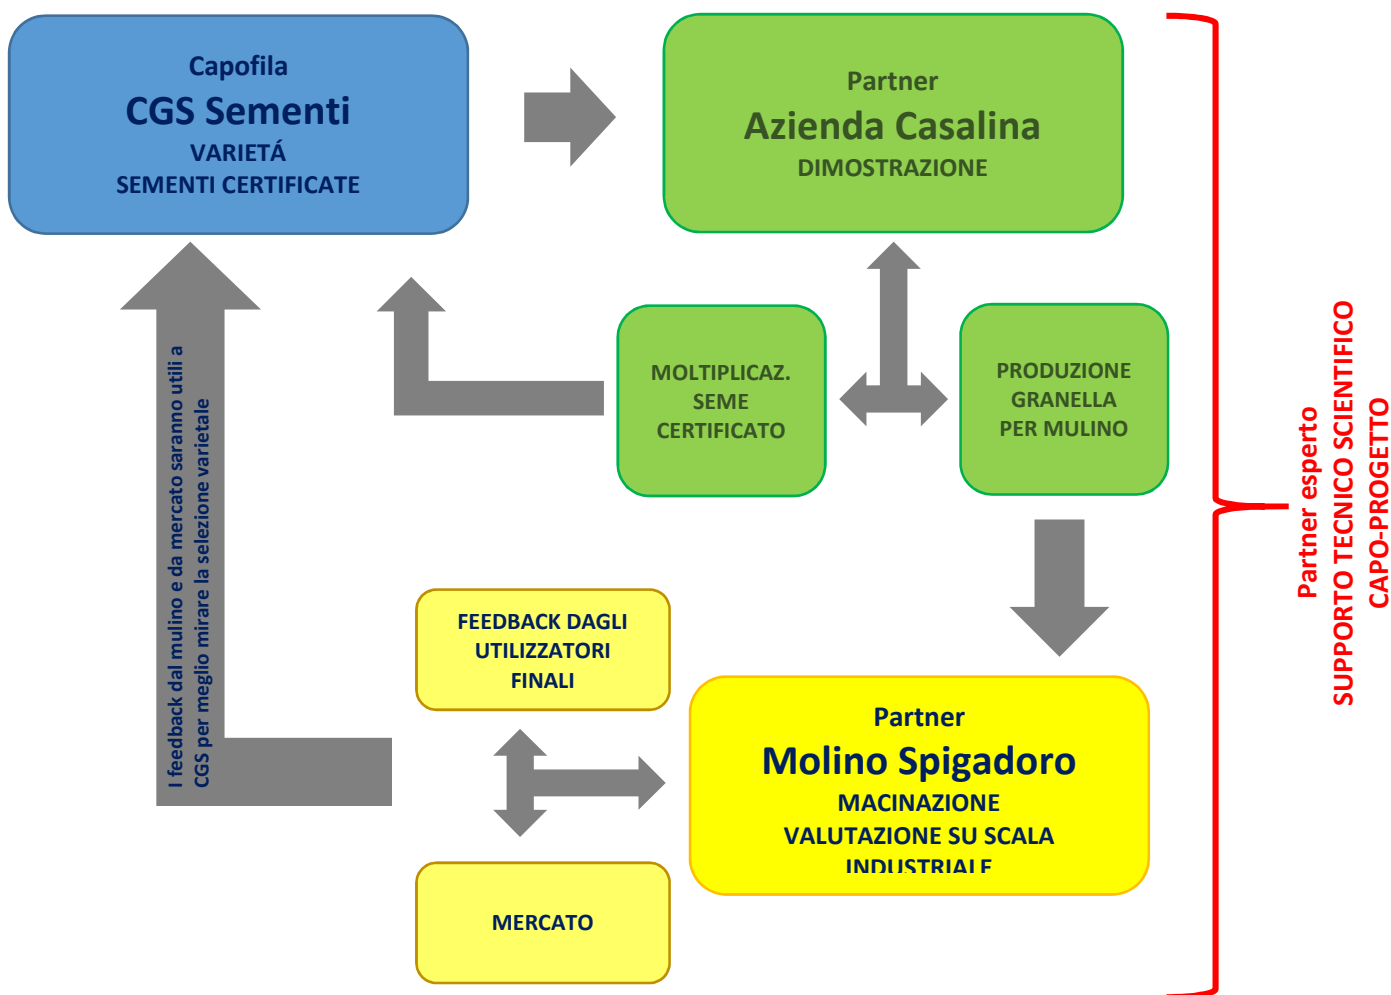 Capofila
CGS Sementi
VARIETÁ
SEMENTI CERTIFICATE
Partner
Azienda Casalina
DIMOSTRAZIONE
MOLTIPLICAZ.
SEME
CERTIFICATO
PRODUZIONE
GRANELLA
PER MULINO
I feedback dal mulino e da mercato saranno utili a
CGS per meglio mirare la selezione varietale
FEEDBACK DAGLI
UTILIZZATORI
FINALI
Partner
Molino Spigadoro
MACINAZIONE
VALUTAZIONE SU SCALA
INDUSTRIALE
MERCATO
Partner esperto
SUPPORTO TECNICO SCIENTIFICO
CAPO-PROGETTO